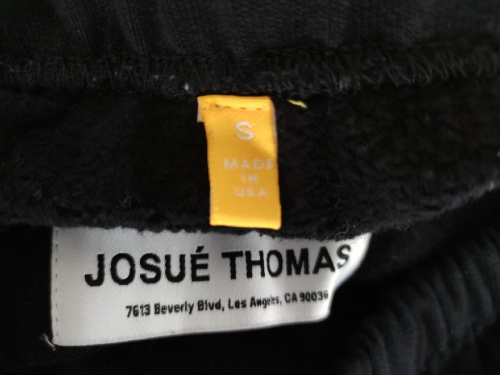 S
MADE
IN
USA
JOSUÉ THOMAS
7613 Beverly Blvd, Los Angeles, CA 90036